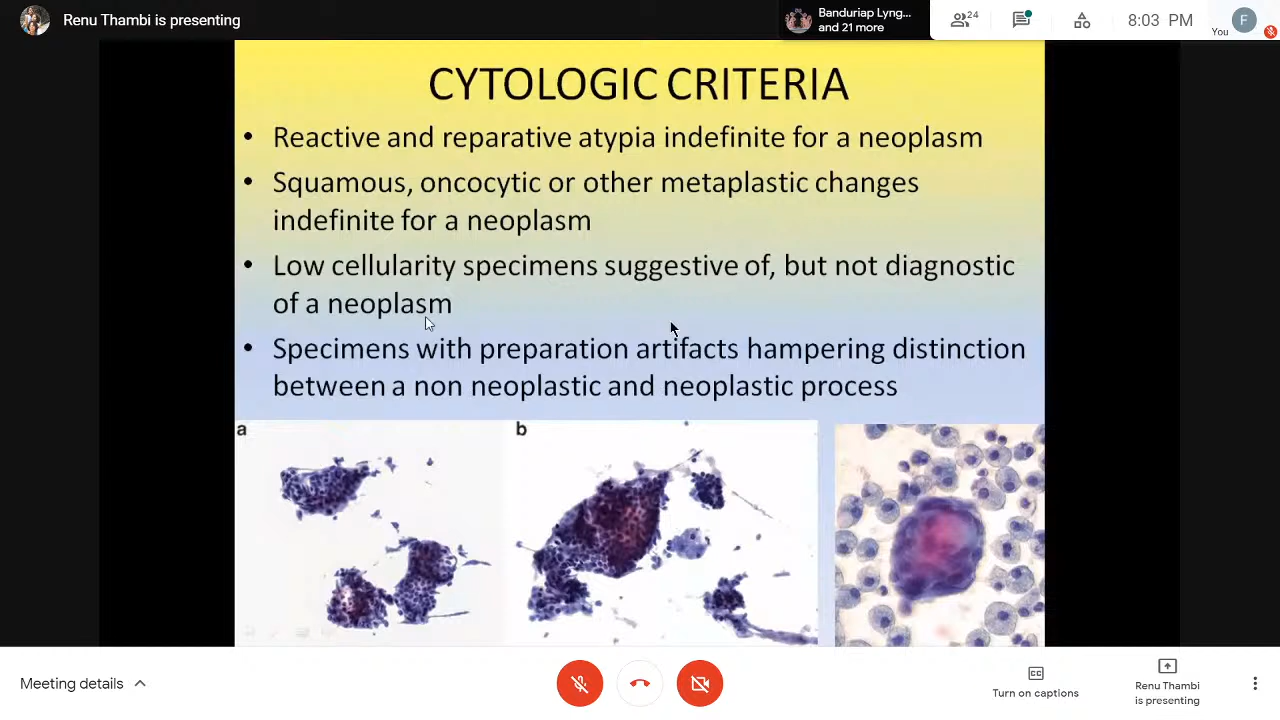 Renu Thambi is presenting
Banduriap Lyng...
and 21 more
24
8:03 PM
You
F
CYTOLOGIC CRITERIA
• Reactive and reparative atypia indefinite for a neoplasm
• Squamous, oncocytic or other metaplastic changes
indefinite for a neoplasm
• Low cellularity specimens suggestive of, but not diagnostic
of a neoplasm
• Specimens with preparation artifacts hampering distinction
between a non neoplastic and neoplastic process
a
b
Meeting details
CC
Turn on captions
Renu Thambi
is presenting